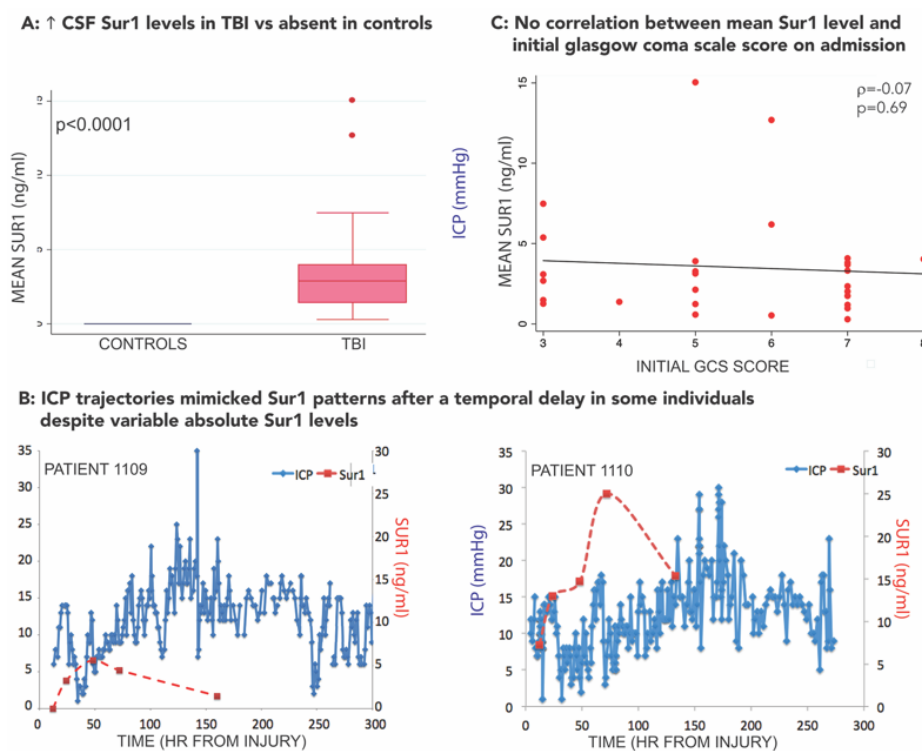 A: ↑ CSF Sur1 levels in TBI vs absent in controls
p<0.0001
MEAN SUR1 (ng/ml)
CONTROLS
TBI
C: No correlation between mean Sur1 level and
initial glasgow coma scale score on admission
ICP (mmHg)
MEAN SUR1 (ng/ml)
15
10
5
0
ρ=-0.07
p=0.69
3 4 5 6 7 8
INITIAL GCS SCORE
B: ICP trajectories mimicked Sur1 patterns after a temporal delay in some individuals
despite variable absolute Sur1 levels
PATIENT 1109
ICP Sur1
35
30
25
20
15
10
5
0
30
25
20
15
10
5
0
SUR1 (ng/ml)
0 50 100 150 200 250 300
TIME (HR FROM INJURY)
PATIENT 1110
ICP Sur1
ICP (mmHg)
35
30
25
20
15
10
5
0
30
25
20
15
10
5
0
SUR1 (ng/ml)
0 50 100 150 200 250 300
TIME (HR FROM INJURY)